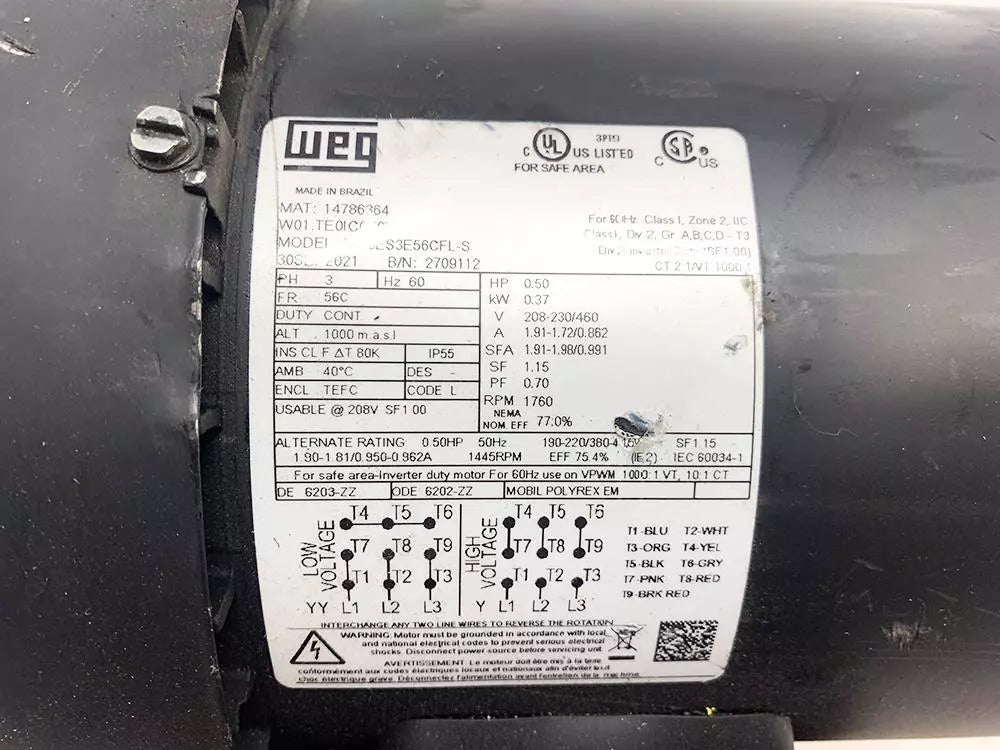 weg
C UL US LISTED
3PT9
FOR SAFE AREA
C SP ® US
MADE IN BRAZIL
MAT: 14786364
W01.TE0IC
MODEL S3E56CFL-S
2021 B/N: 2709112
For 60Hz: Class I, Zone 2, IIC
Class I, Div 2, Gr. A,B,C,D - T3
(SF1.00)
CT 2:1/VT 1000:1
PH 3 Hz 60
FR 56C
DUTY CONT.
ALT 1000 m.a.s.l
INS CL F ΔT 80K IP55
AMB 40°C DES -
ENCL TEFC CODE L
USABLE @ 208V SF1.00
HP 0.50
kW 0.37
V 208-230/460
A 1.91-1.72/0.862
SFA 1.91-1.98/0.991
SF 1.15
PF 0.70
RPM 1760
NEMA NOM. EFF 77.0%
ALTERNATE RATING 0.50HP 50Hz 190-220/380-4 SF1.15
1.90-1.81/0.950-0.962A 1445RPM EFF 75.4% (IE2) IEC 60034-1
For safe area-Inverter duty motor For 60Hz use on VPWM 1000:1 VT, 10:1 CT
DE 6203-ZZ ODE 6202-ZZ MOBIL POLYREX EM
LOW VOLTAGE
T4 T5 T6
T7 T8 T9
T1 T2 T3
YY L1 L2 L3
HIGH VOLTAGE
T4 T5 T6
T7 T8 T9
T1 T2 T3
Y L1 L2 L3
T1-BLU T2-WHT
T3-ORG T4-YEL
T5-BLK T6-GRY
T7-PNK T8-RED
T9-BRK RED
INTERCHANGE ANY TWO LINE WIRES TO REVERSE THE ROTATION
WARNING: Motor must be grounded in accordance with local
and national electrical codes to prevent serious electrical
shocks. Disconnect power source before servicing unit.
AVERTISSEMENT: Le moteur doit être mis à la terre
conformément aux codes électriques locaux et nationaux afin d'éviter tout
choc électrique grave. Déconnectez l'alimentation avant l'entretien de la machine.